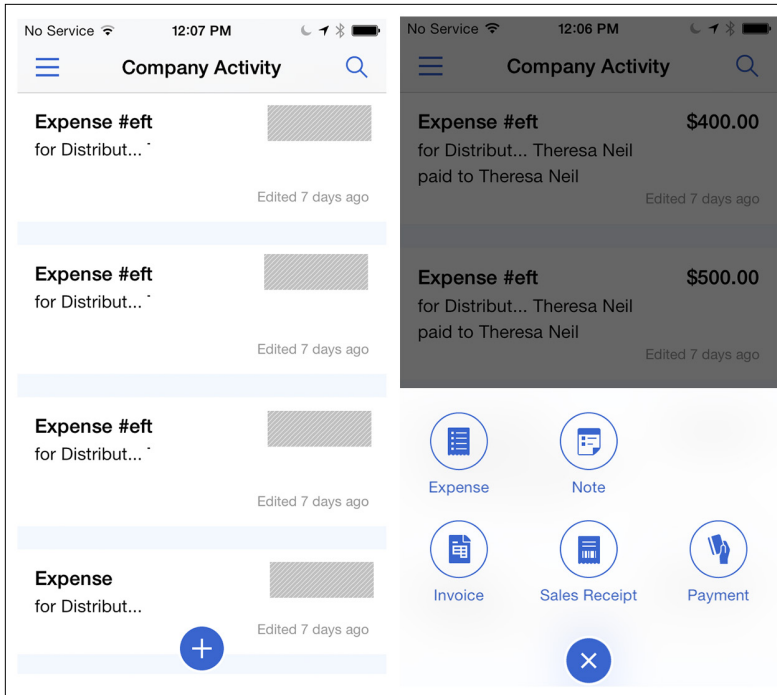 No Service 12:07 PM
Company Activity
Expense #eft
for Distribut...
Edited 7 days ago
Expense #eft
for Distribut...
Edited 7 days ago
Expense #eft
for Distribut...
Edited 7 days ago
Expense
for Distribut...
Edited 7 days ago
No Service 12:06 PM
Company Activity
Expense #eft $400.00
for Distribut... Theresa Neil
paid to Theresa Neil
Edited 7 days ago
Expense #eft $500.00
for Distribut... Theresa Neil
paid to Theresa Neil
Edited 7 days ago
Expense Note
Invoice Sales Receipt Payment